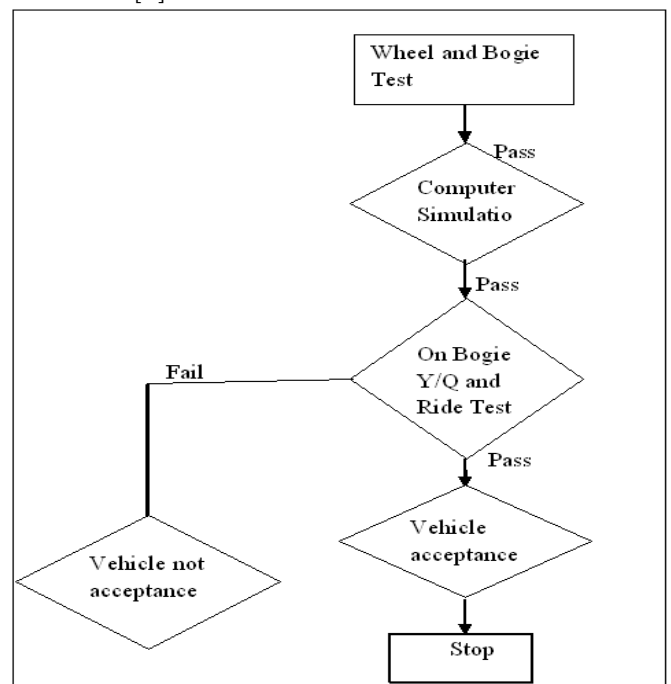 Wheel and Bogie
Test
Pass
Computer
Simulatio
Pass
On Bogie
Y/Q and
Ride Test
Fail
Pass
Vehicle
acceptance
Vehicle not
acceptance
Stop